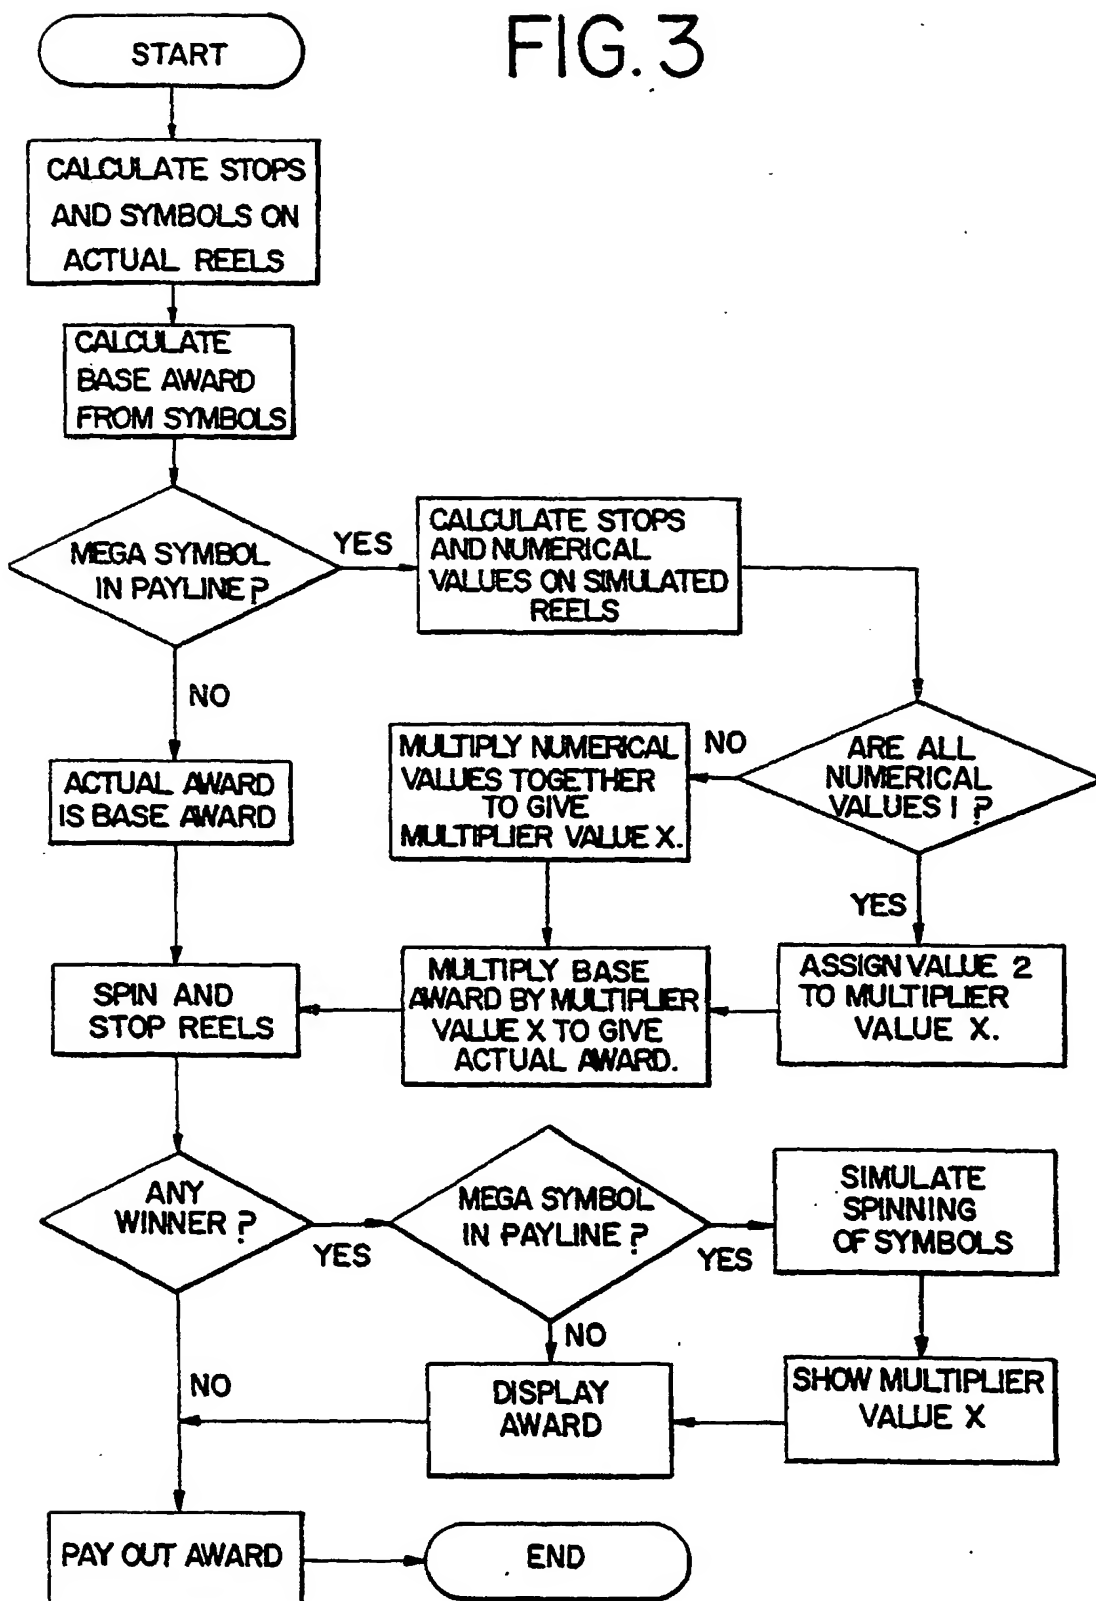 FIG. 3
START
CALCULATE STOPS
AND SYMBOLS ON
ACTUAL REELS
CALCULATE
BASE AWARD
FROM SYMBOLS
MEGA SYMBOL
IN PAYLINE?
YES
CALCULATE STOPS
AND NUMERICAL
VALUES ON SIMULATED
REELS
NO
ARE ALL
NUMERICAL
VALUES 1?
NO
MULTIPLY NUMERICAL
VALUES TOGETHER
TO GIVE
MULTIPLIER VALUE X.
ACTUAL AWARD
IS BASE AWARD
YES
ASSIGN VALUE 2
TO MULTIPLIER
VALUE X.
MULTIPLY BASE
AWARD BY MULTIPLIER
VALUE X TO GIVE
ACTUAL AWARD.
SPIN AND
STOP REELS
ANY
WINNER?
YES
MEGA SYMBOL
IN PAYLINE?
YES
SIMULATE
SPINNING
OF SYMBOLS
NO
NO
DISPLAY
AWARD
SHOW MULTIPLIER
VALUE X
PAY OUT AWARD
END